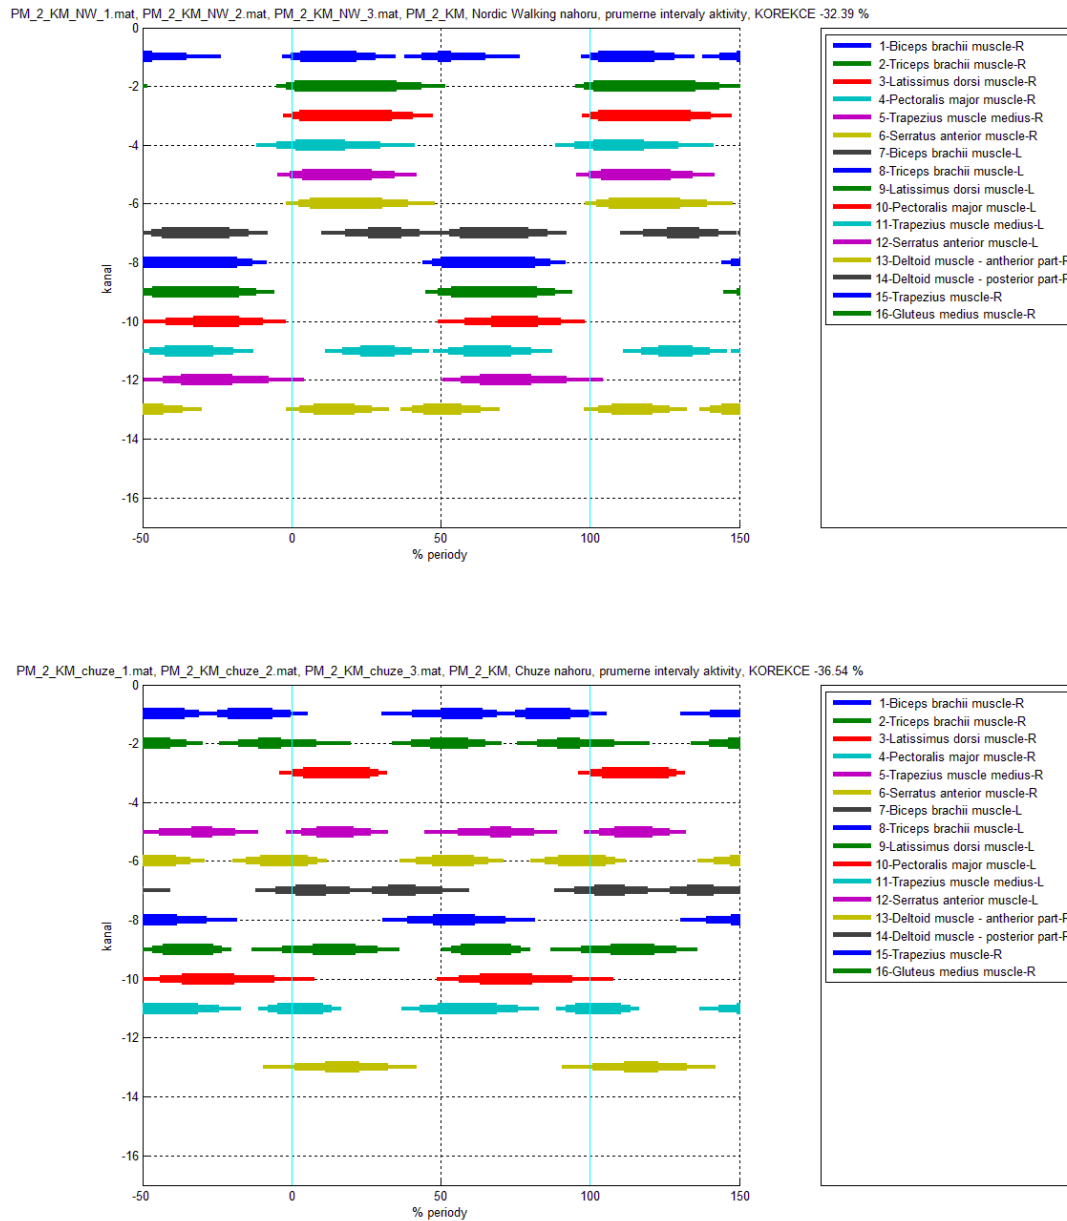 PM_2_KM_NW_1.mat, PM_2_KM_NW_2.mat, PM_2_KM_NW_3.mat, PM_2_KM, Nordic Walking nahoru, prumerne intervaly aktivity, KOREKCE -32.39 %
0
-2
-4
-6
-8
-10
-12
-14
-16
kanal
-50
0
50
100
150
% periody
1-Biceps brachii muscle-R
2-Triceps brachii muscle-R
3-Latissimus dorsi muscle-R
4-Pectoralis major muscle-R
5-Trapezius muscle medius-R
6-Serratus anterior muscle-R
7-Biceps brachii muscle-L
8-Triceps brachii muscle-L
9-Latissimus dorsi muscle-L
10-Pectoralis major muscle-L
11-Trapezius muscle medius-L
12-Serratus anterior muscle-L
13-Deltoid muscle - antherior part-R
14-Deltoid muscle - posterior part-R
15-Trapezius muscle-R
16-Gluteus medius muscle-R
PM_2_KM_chuze_1.mat, PM_2_KM_chuze_2.mat, PM_2_KM_chuze_3.mat, PM_2_KM, Chuze nahoru, prumerne intervaly aktivity, KOREKCE -36.54 %
0
-2
-4
-6
-8
-10
-12
-14
-16
kanal
-50
0
50
100
150
% periody
1-Biceps brachii muscle-R
2-Triceps brachii muscle-R
3-Latissimus dorsi muscle-R
4-Pectoralis major muscle-R
5-Trapezius muscle medius-R
6-Serratus anterior muscle-R
7-Biceps brachii muscle-L
8-Triceps brachii muscle-L
9-Latissimus dorsi muscle-L
10-Pectoralis major muscle-L
11-Trapezius muscle medius-L
12-Serratus anterior muscle-L
13-Deltoid muscle - antherior part-R
14-Deltoid muscle - posterior part-R
15-Trapezius muscle-R
16-Gluteus medius muscle-R